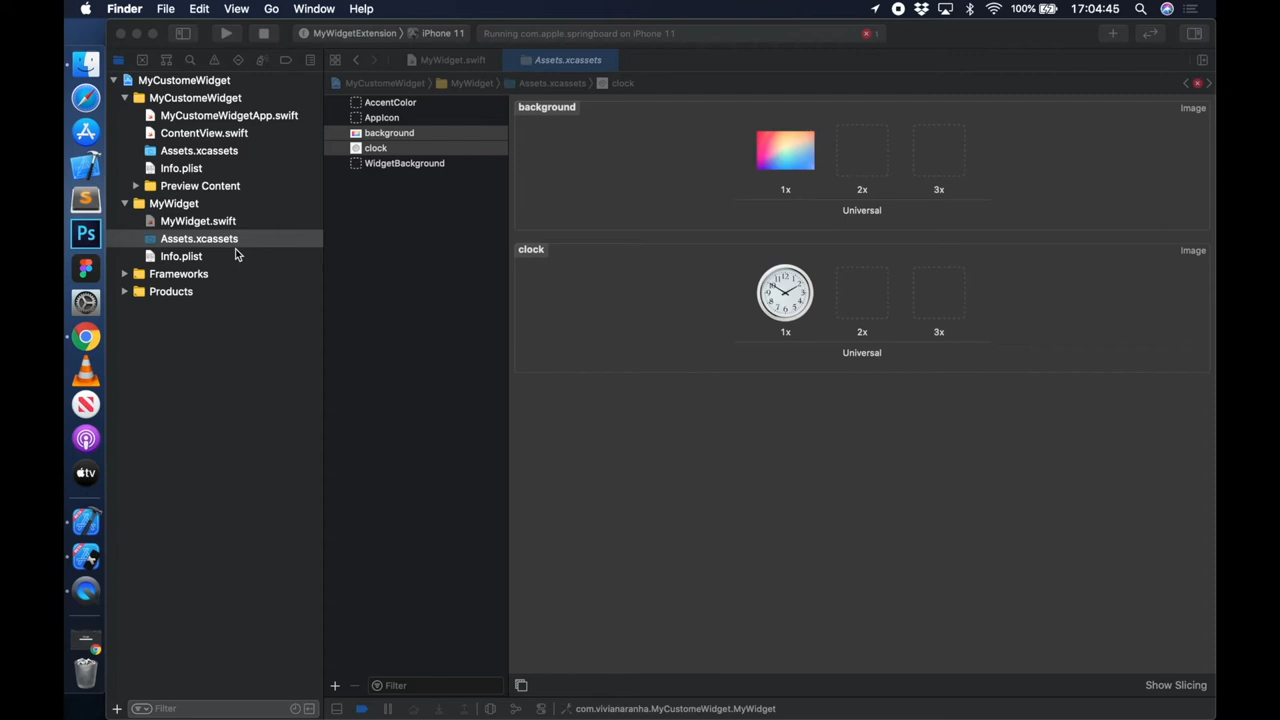 Finder File Edit View Go Window Help 100% 17:04:45
MyWidgetExtension 〉 iPhone 11 Running com.apple.springboard on iPhone 11 1
MyWidget.swift Assets.xcassets
MyCustomeWidget 〉 MyWidget 〉 Assets.xcassets 〉 clock
MyCustomeWidget
MyCustomeWidget
MyCustomeWidgetApp.swift
ContentView.swift
Assets.xcassets
Info.plist
Preview Content
MyWidget
MyWidget.swift
Assets.xcassets
Info.plist
Frameworks
Products
AccentColor
AppIcon
background
clock
WidgetBackground
background Image
1x 2x 3x
Universal
clock Image
1x 2x 3x
Universal
Ps
tv
Filter Show Slicing
Filter com.vivianaranha.MyCustomeWidget.MyWidget